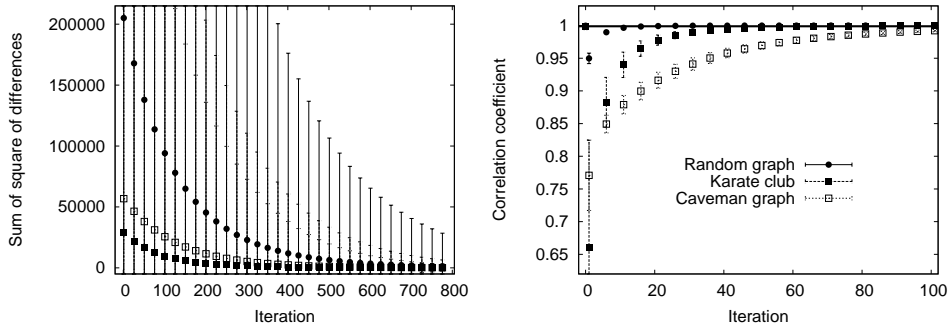 200000
150000
100000
50000
0
Sum of square of differences
0 100 200 300 400 500 600 700 800
Iteration
1
0.95
0.9
0.85
0.8
0.75
0.7
0.65
Correlation coefficient
Random graph
Karate club
Caveman graph
0 20 40 60 80 100
Iteration